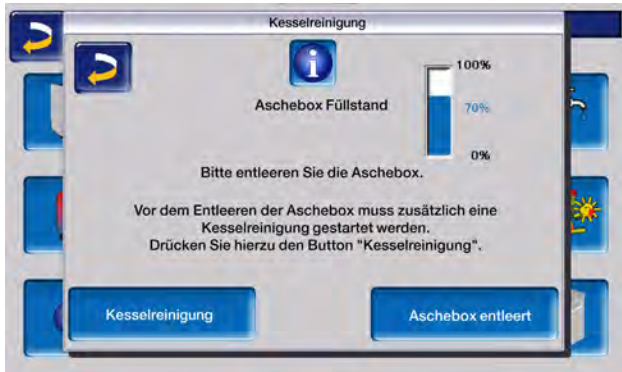 Kesselreinigung
Aschebox Füllstand
100%
70%
0%
Bitte entleeren Sie die Aschebox.
Vor dem Entleeren der Aschebox muss zusätzlich eine
Kesselreinigung gestartet werden.
Drücken Sie hierzu den Button "Kesselreinigung".
Kesselreinigung
Aschebox entleert